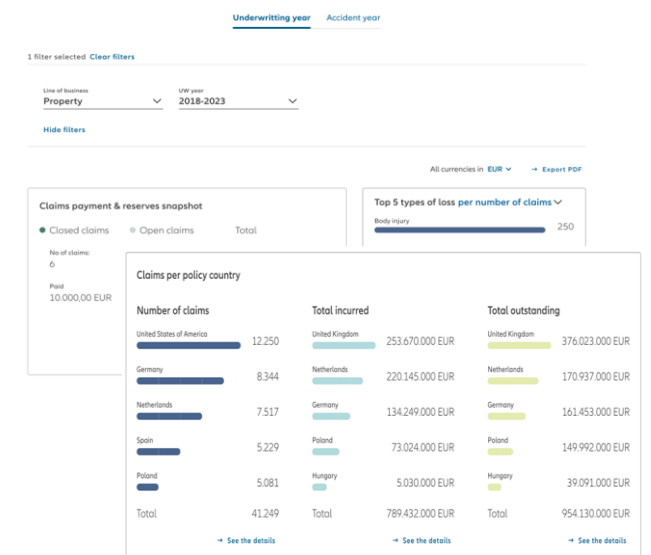 Underwritting year Accident year
1 filter selected Clear filters
Line of business UW year
Property 2018-2023
Hide filters
All currencies in EUR → Export PDF
Claims payment & reserves snapshot
Closed claims Open claims Total
No of claims:
6
Paid
10.000,00 EUR
Top 5 types of loss per number of claims
Body injury
250
Claims per policy country
Number of claims Total incurred Total outstanding
United States of America United Kingdom United Kingdom
12.250 253.670.000 EUR 376.023.000 EUR
Germany Netherlands Netherlands
8.344 220.145.000 EUR 170.937.000 EUR
Netherlands Germany Germany
7.517 134.249.000 EUR 161.453.000 EUR
Spain Poland Poland
5.229 73.024.000 EUR 149.992.000 EUR
Poland Hungary Hungary
5.081 5.030.000 EUR 39.091.000 EUR
Total 41.249 Total 789.432.000 EUR Total 954.130.000 EUR
→ See the details → See the details → See the details